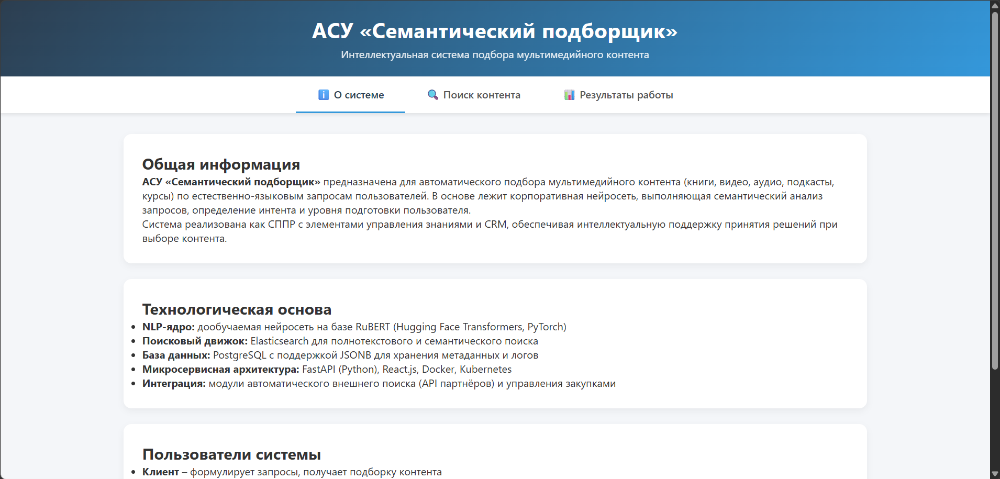 АСУ «Семантический подборщик»
Интеллектуальная система подбора мультимедийного контента
О системе
Поиск контента
Результаты работы
Общая информация
АСУ «Семантический подборщик» предназначена для автоматического подбора мультимедийного контента (книги, видео, аудио, подкасты,
курсы) по естественно-языковым запросам пользователей. В основе лежит корпоративная нейросеть, выполняющая семантический анализ
запросов, определение интента и уровня подготовки пользователя.
Система реализована как СППР с элементами управления знаниями и CRM, обеспечивая интеллектуальную поддержку принятия решений при
выборе контента.
Технологическая основа
• NLP-ядро: дообучаемая нейросеть на базе RuBERT (Hugging Face Transformers, PyTorch)
• Поисковый движок: Elasticsearch для полнотекстового и семантического поиска
• База данных: PostgreSQL с поддержкой JSONB для хранения метаданных и логов
• Микросервисная архитектура: FastAPI (Python), React.js, Docker, Kubernetes
• Интеграция: модули автоматического внешнего поиска (API партнёров) и управления закупками
Пользователи системы
• Клиент – формулирует запросы, получает подборку контента